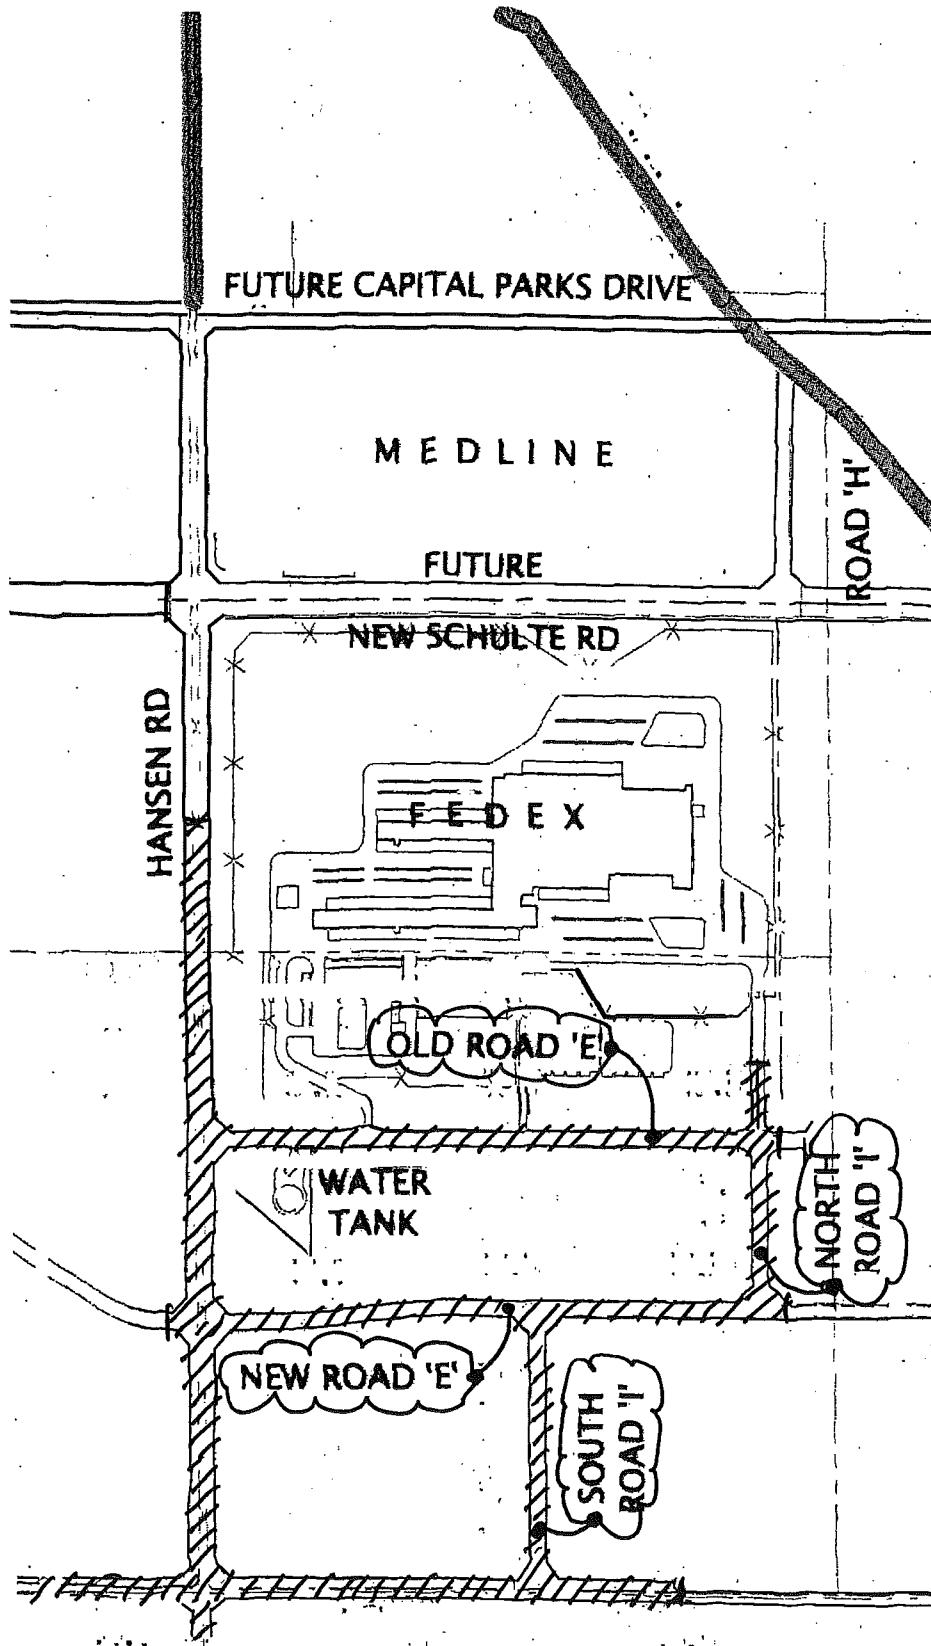 FUTURE CAPITAL PARKS DRIVE
MEDLINE
ROAD 'H'
FUTURE
NEW SCHULTE RD
HANSEN RD
FEDEX
OLD ROAD 'E'
WATER
TANK
NORTH
ROAD 'I'
NEW ROAD 'E'
SOUTH
ROAD 'I'